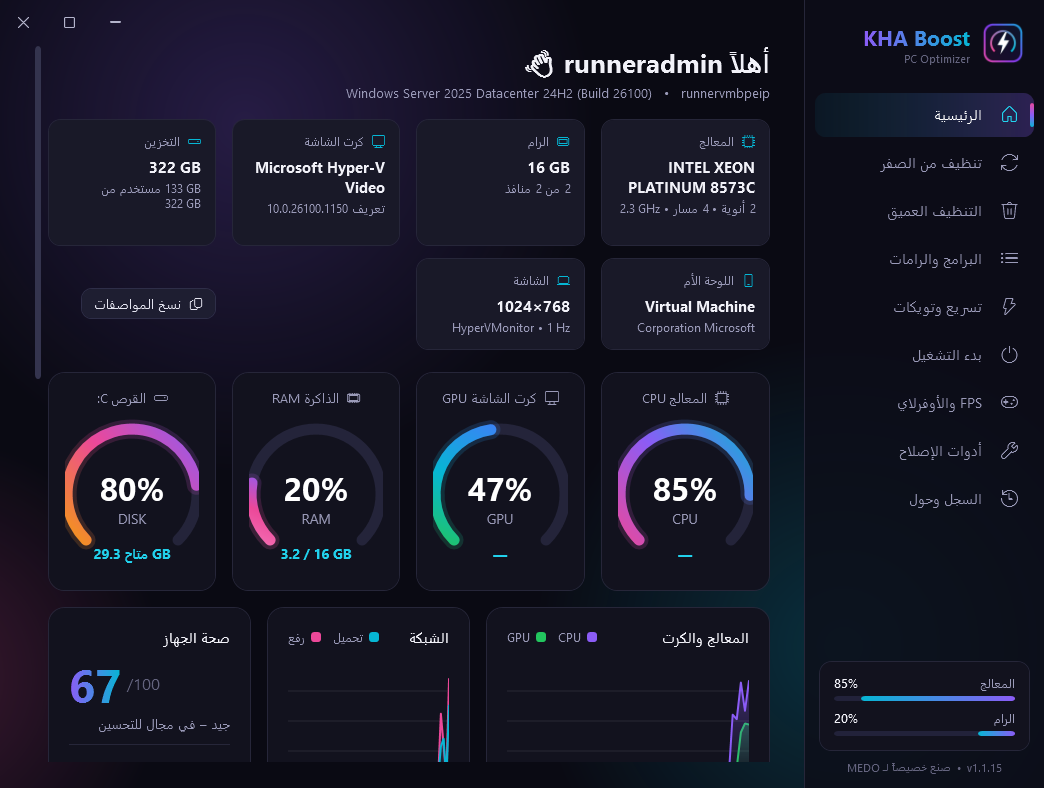 KHA Boost
PC Optimizer
الرئيسية
تنظيف من الصفر
التنظيف العميق
البرامج والرامات
تسريع وتويكات
بدء التشغيل
FPS والأوفرلاي
أدوات الإصلاح
السجل وحول
المعالج 85%
الرام 20%
v1.1.15 • صنع خصيصاً لـ MEDO
أهلاً runneradmin 👋
runnervmbpeip • Windows Server 2025 Datacenter 24H2 (Build 26100)
المعالج
INTEL XEON
PLATINUM 8573C
2 أنوية • 4 مسار • 2.3 GHz
الرام
16 GB
2 من 2 منافذ
كرت الشاشة
Microsoft Hyper-V
Video
تعريف 10.0.26100.1150
التخزين
322 GB
133 GB مستخدم من
322 GB
اللوحة الأم
Virtual Machine
Corporation Microsoft
الشاشة
1024×768
HyperVMonitor • 1 Hz
نسخ المواصفات
المعالج CPU
85%
CPU
—
كرت الشاشة GPU
47%
GPU
—
الذاكرة RAM
20%
RAM
3.2 / 16 GB
القرص C:
80%
DISK
29.3 متاح GB
المعالج والكرت
CPU
GPU
الشبكة
تحميل
رفع
صحة الجهاز
67 /100
جيد – في مجال للتحسين